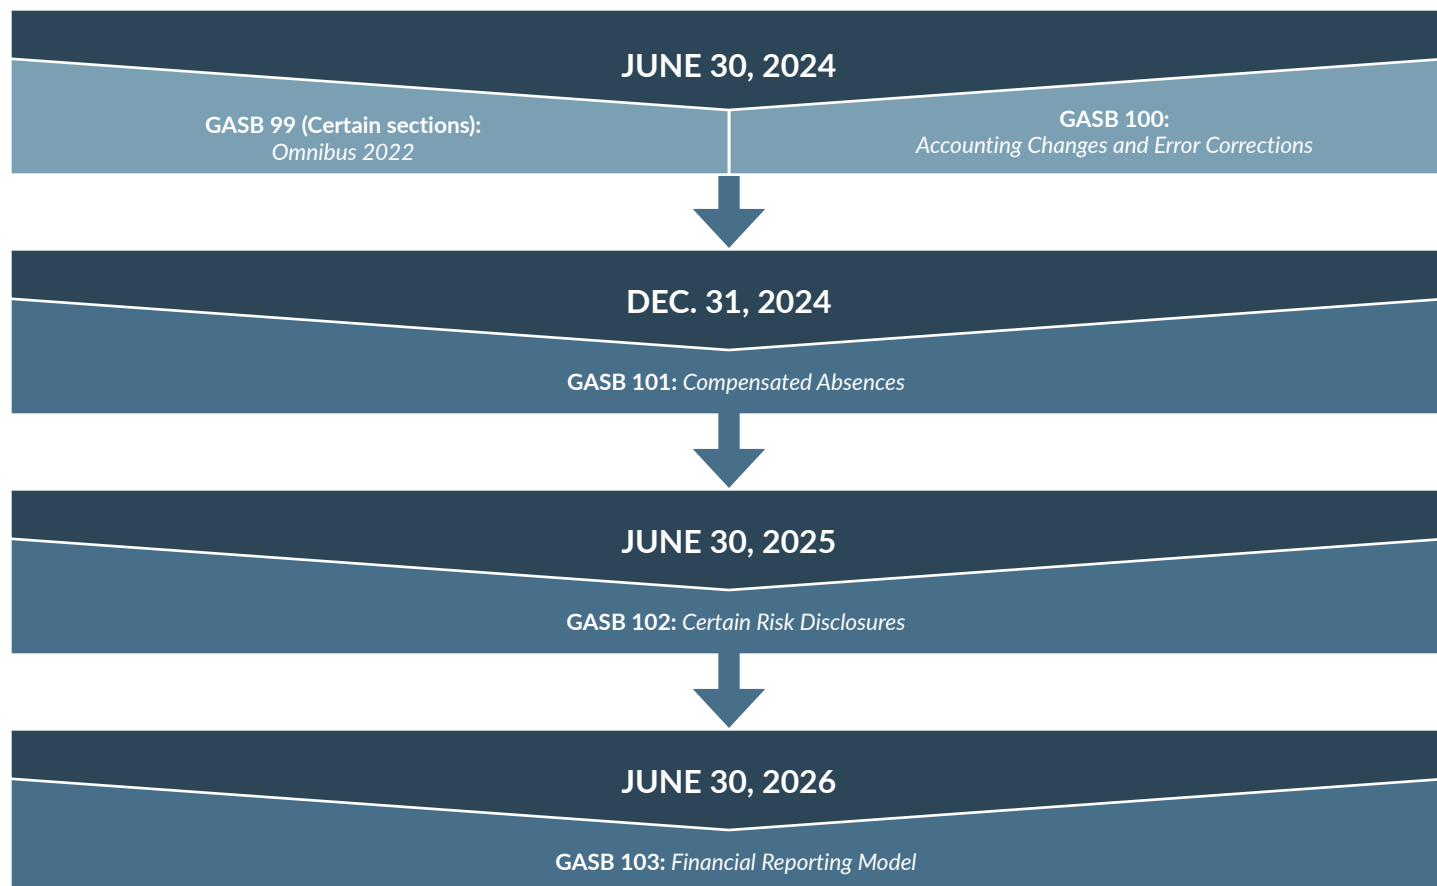 JUNE 30, 2024
GASB 99 (Certain sections):
Omnibus 2022
GASB 100:
Accounting Changes and Error Corrections
DEC. 31, 2024
GASB 101: Compensated Absences
JUNE 30, 2025
GASB 102: Certain Risk Disclosures
JUNE 30, 2026
GASB 103: Financial Reporting Model